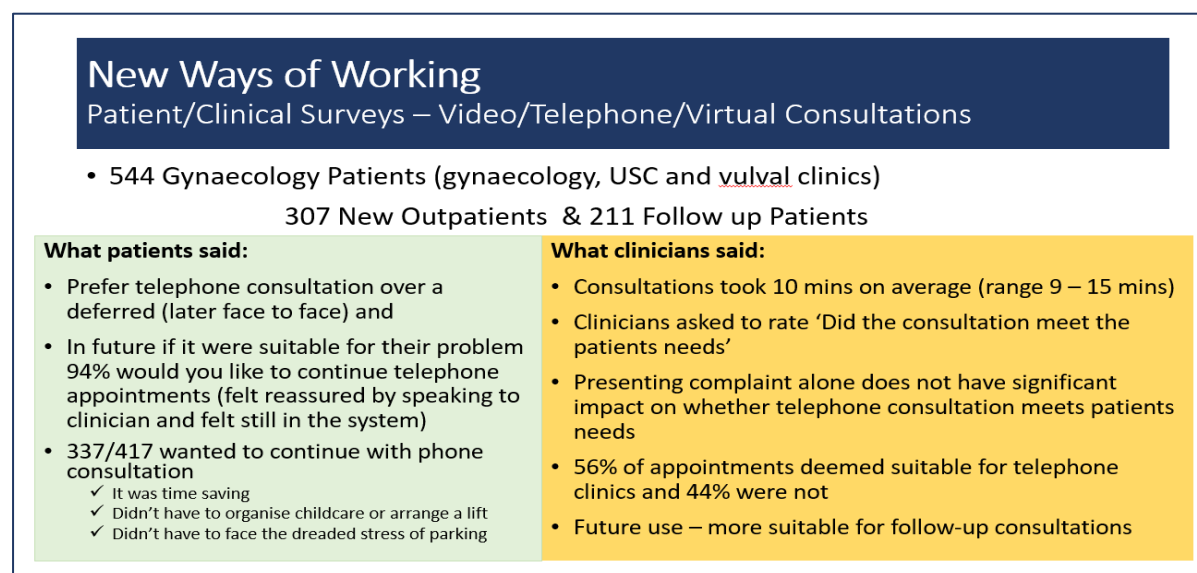 New Ways of Working
Patient/Clinical Surveys – Video/Telephone/Virtual Consultations
• 544 Gynaecology Patients (gynaecology, USC and vulval clinics)
307 New Outpatients & 211 Follow up Patients
What patients said:
• Prefer telephone consultation over a
deferred (later face to face) and
• In future if it were suitable for their problem
94% would you like to continue telephone
appointments (felt reassured by speaking to
clinician and felt still in the system)
• 337/417 wanted to continue with phone
consultation
✓ It was time saving
✓ Didn't have to organise childcare or arrange a lift
✓ Didn't have to face the dreaded stress of parking
What clinicians said:
• Consultations took 10 mins on average (range 9 – 15 mins)
• Clinicians asked to rate 'Did the consultation meet the
patients needs'
• Presenting complaint alone does not have significant
impact on whether telephone consultation meets patients
needs
• 56% of appointments deemed suitable for telephone
clinics and 44% were not
• Future use – more suitable for follow-up consultations